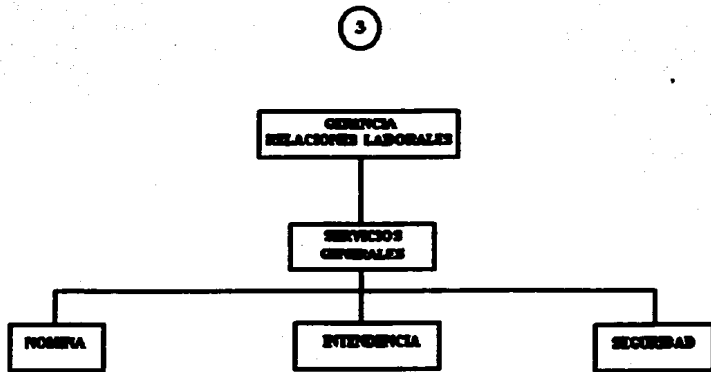 3
GERENCIA
RELACIONES LABORALES
SERVICIOS
GENERALES
NOMINA
INTENDENCIA
SEGURIDAD